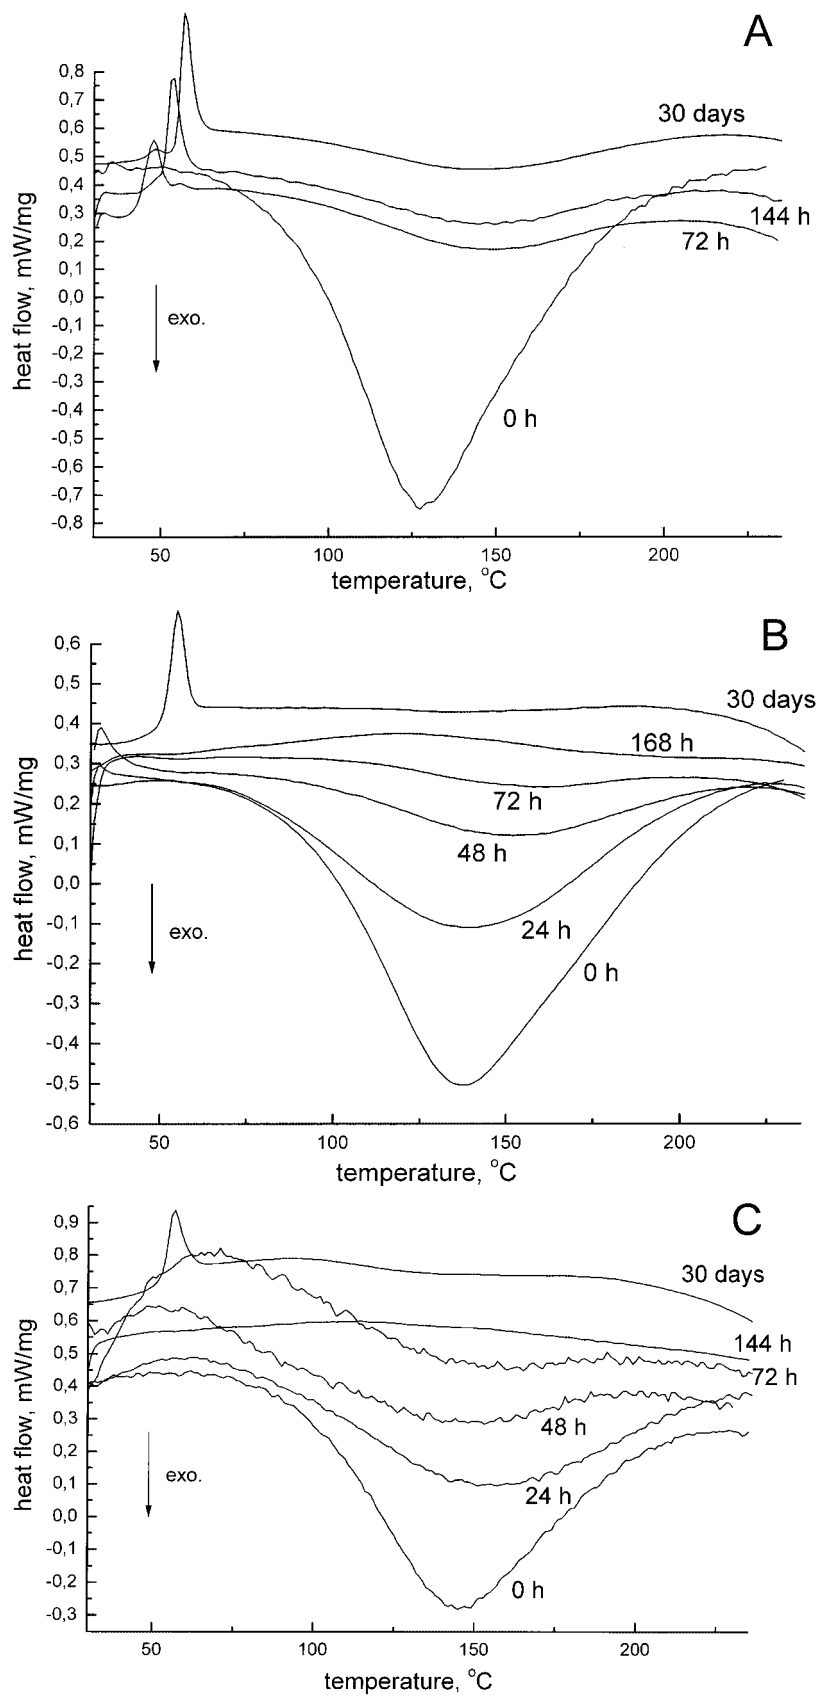 A
0,8
0,7
0,6
0,5
0,4
0,3
0,2
0,1
0,0
-0,1
-0,2
-0,3
-0,4
-0,5
-0,6
-0,7
-0,8
heat flow, mW/mg
30 days
144 h
72 h
exo.
0 h
50 100 150 200
temperature, °C
B
0,6
0,5
0,4
0,3
0,2
0,1
0,0
-0,1
-0,2
-0,3
-0,4
-0,5
-0,6
heat flow, mW/mg
30 days
168 h
72 h
48 h
24 h
exo.
0 h
50 100 150 200
temperature, °C
C
0,9
0,8
0,7
0,6
0,5
0,4
0,3
0,2
0,1
0,0
-0,1
-0,2
-0,3
heat flow, mW/mg
30 days
144 h
72 h
48 h
exo.
24 h
0 h
50 100 150 200
temperature, °C